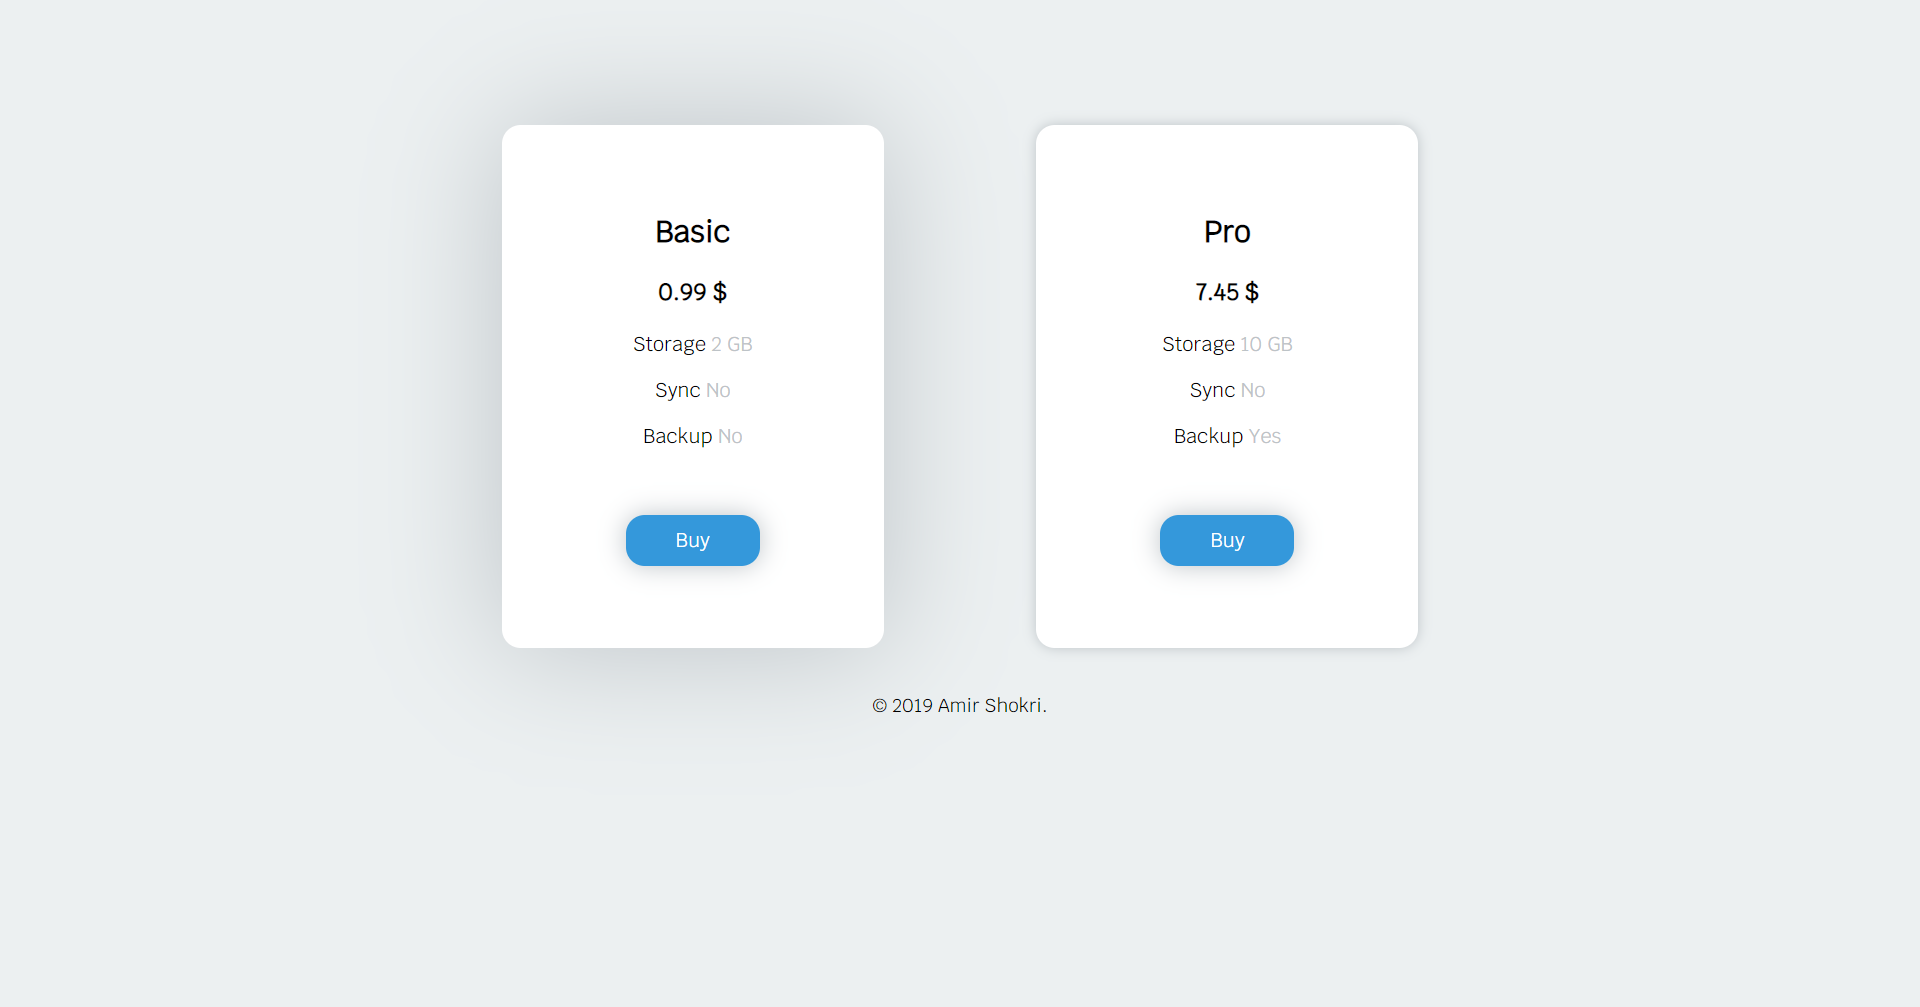 Basic
0.99 $
Storage 2 GB
Sync No
Backup No
Buy
Pro
7.45 $
Storage 10 GB
Sync No
Backup Yes
Buy
© 2019 Amir Shokri.